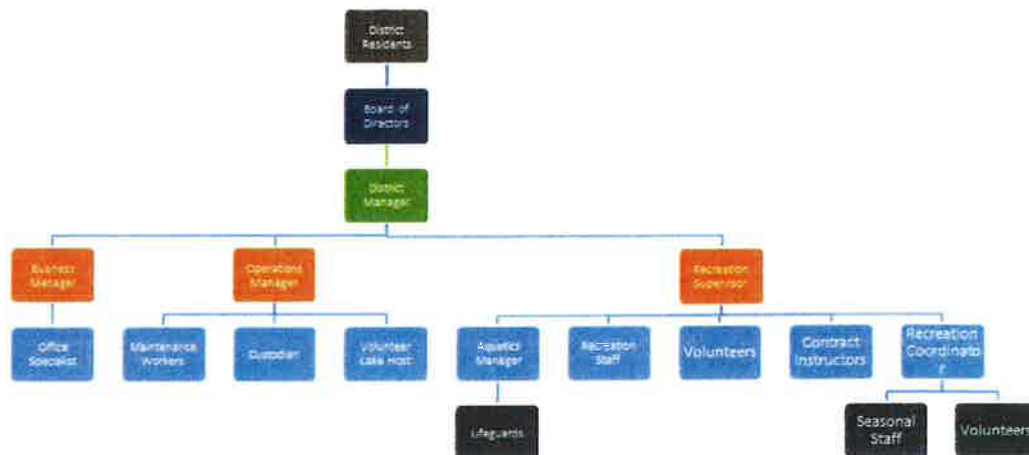 District
Residents
Board of
Directors
District
Manager
Business
Manager
Operations
Manager
Recreation
Supervisor
Office
Specialist
Maintenance
Workers
Custodian
Volunteer
Lake Host
Aquatics
Manager
Recreation
Staff
Volunteers
Contract
Instructors
Recreation
Coordinato
r
Lifeguards
Seasonal
Staff
Volunteers